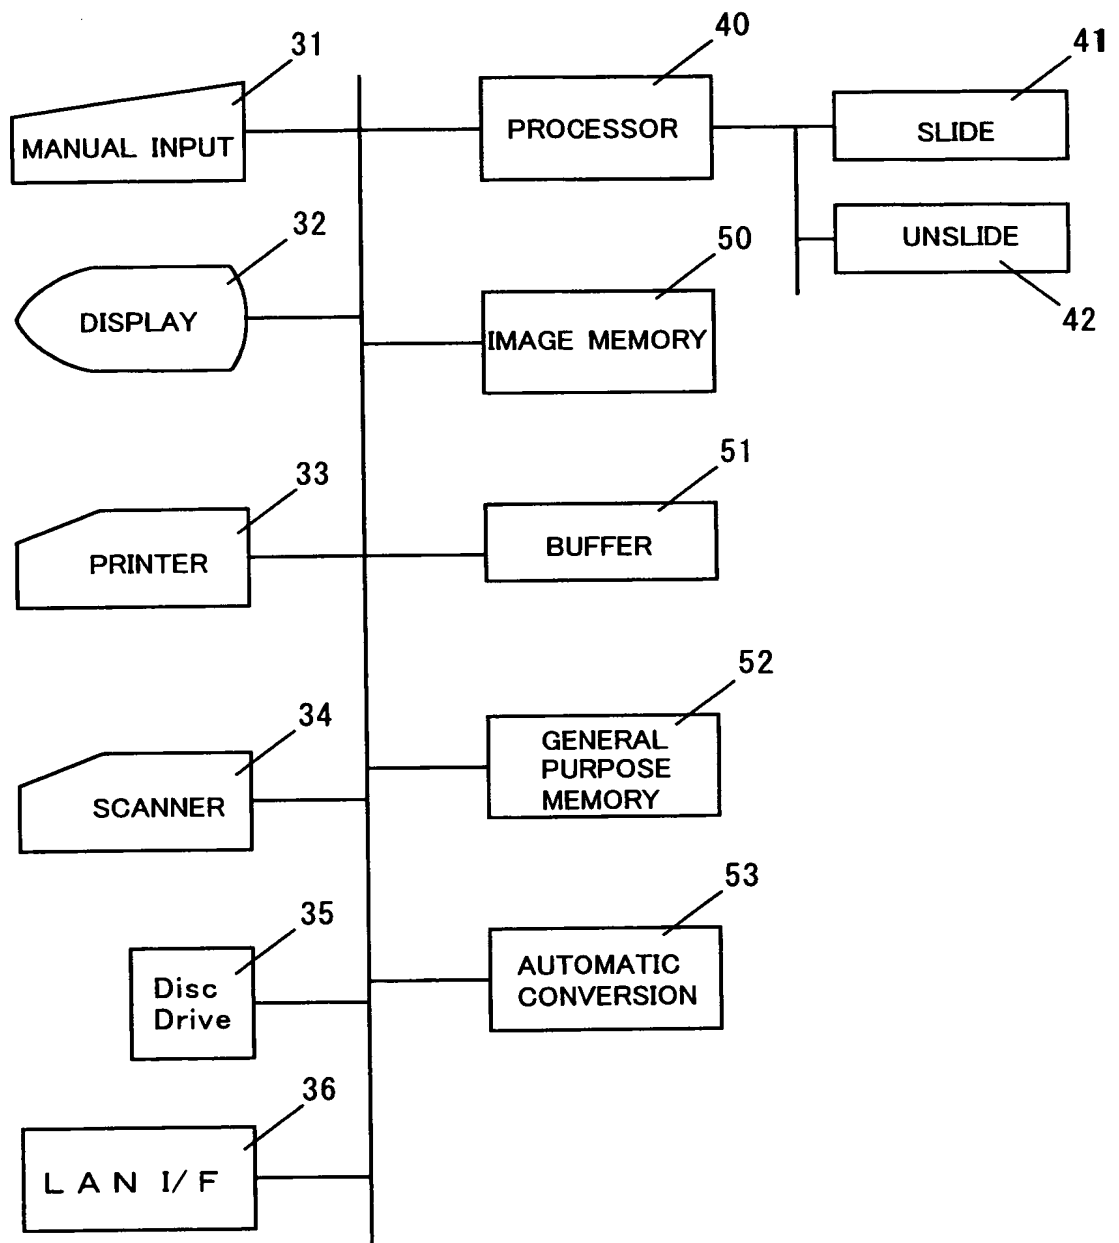 31
MANUAL INPUT
40
PROCESSOR
41
SLIDE
UNSLIDE
42
32
DISPLAY
50
IMAGE MEMORY
33
PRINTER
51
BUFFER
34
SCANNER
52
GENERAL
PURPOSE
MEMORY
35
Disc
Drive
53
AUTOMATIC
CONVERSION
36
LAN I/F